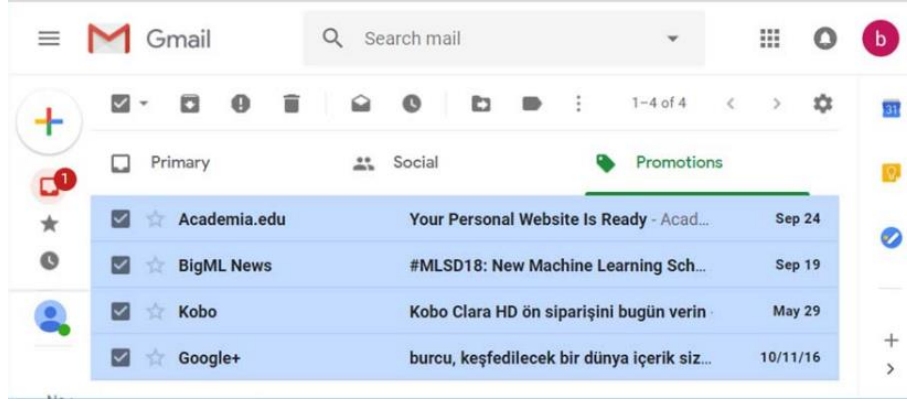 Gmail
Search mail
b
1–4 of 4
31
Primary
Social
Promotions
1
Academia.edu Your Personal Website Is Ready - Acad... Sep 24
BigML News #MLSD18: New Machine Learning Sch... Sep 19
Kobo Kobo Clara HD ön siparişini bugün verin - May 29
Google+ burcu, keşfedilecek bir dünya içerik siz... 10/11/16